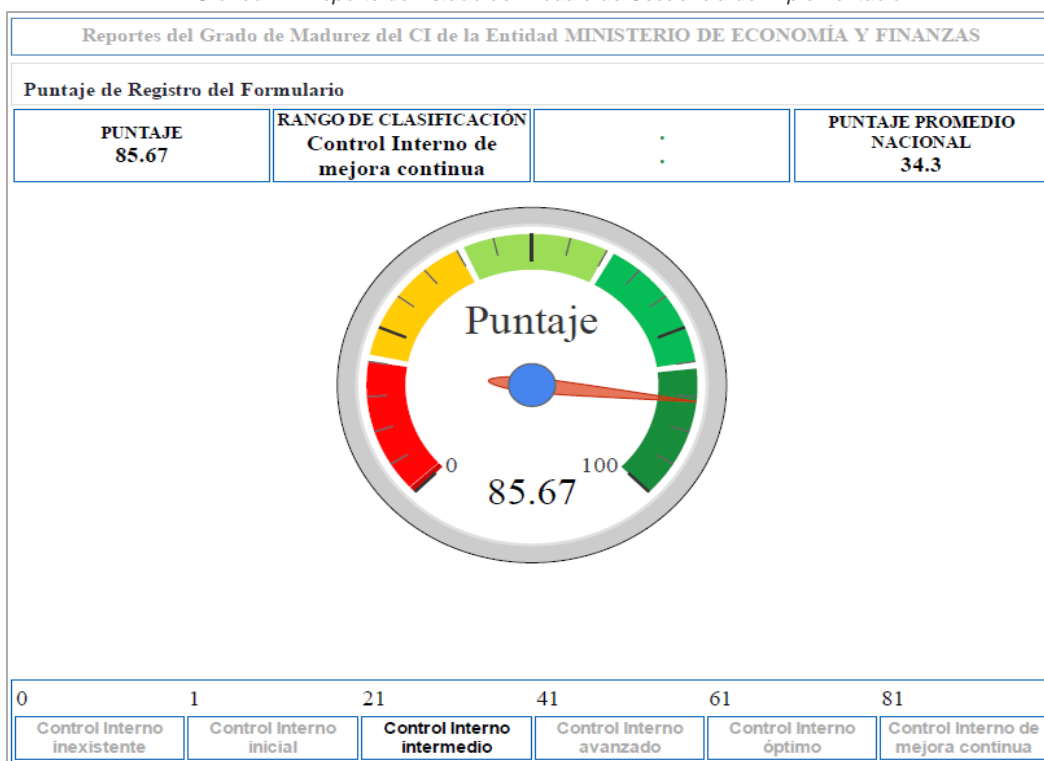 Reportes del Grado de Madurez del CI de la Entidad MINISTERIO DE ECONOMÍA Y FINANZAS
Puntaje de Registro del Formulario
PUNTAJE
85.67
RANGO DE CLASIFICACIÓN
Control Interno de
mejora continua
:
PUNTAJE PROMEDIO
NACIONAL
34.3
Puntaje
0
100
85.67
0 1 21 41 61 81
Control Interno
inexistente
Control Interno
inicial
Control Interno
intermedio
Control Interno
avanzado
Control Interno
óptimo
Control Interno de
mejora continua